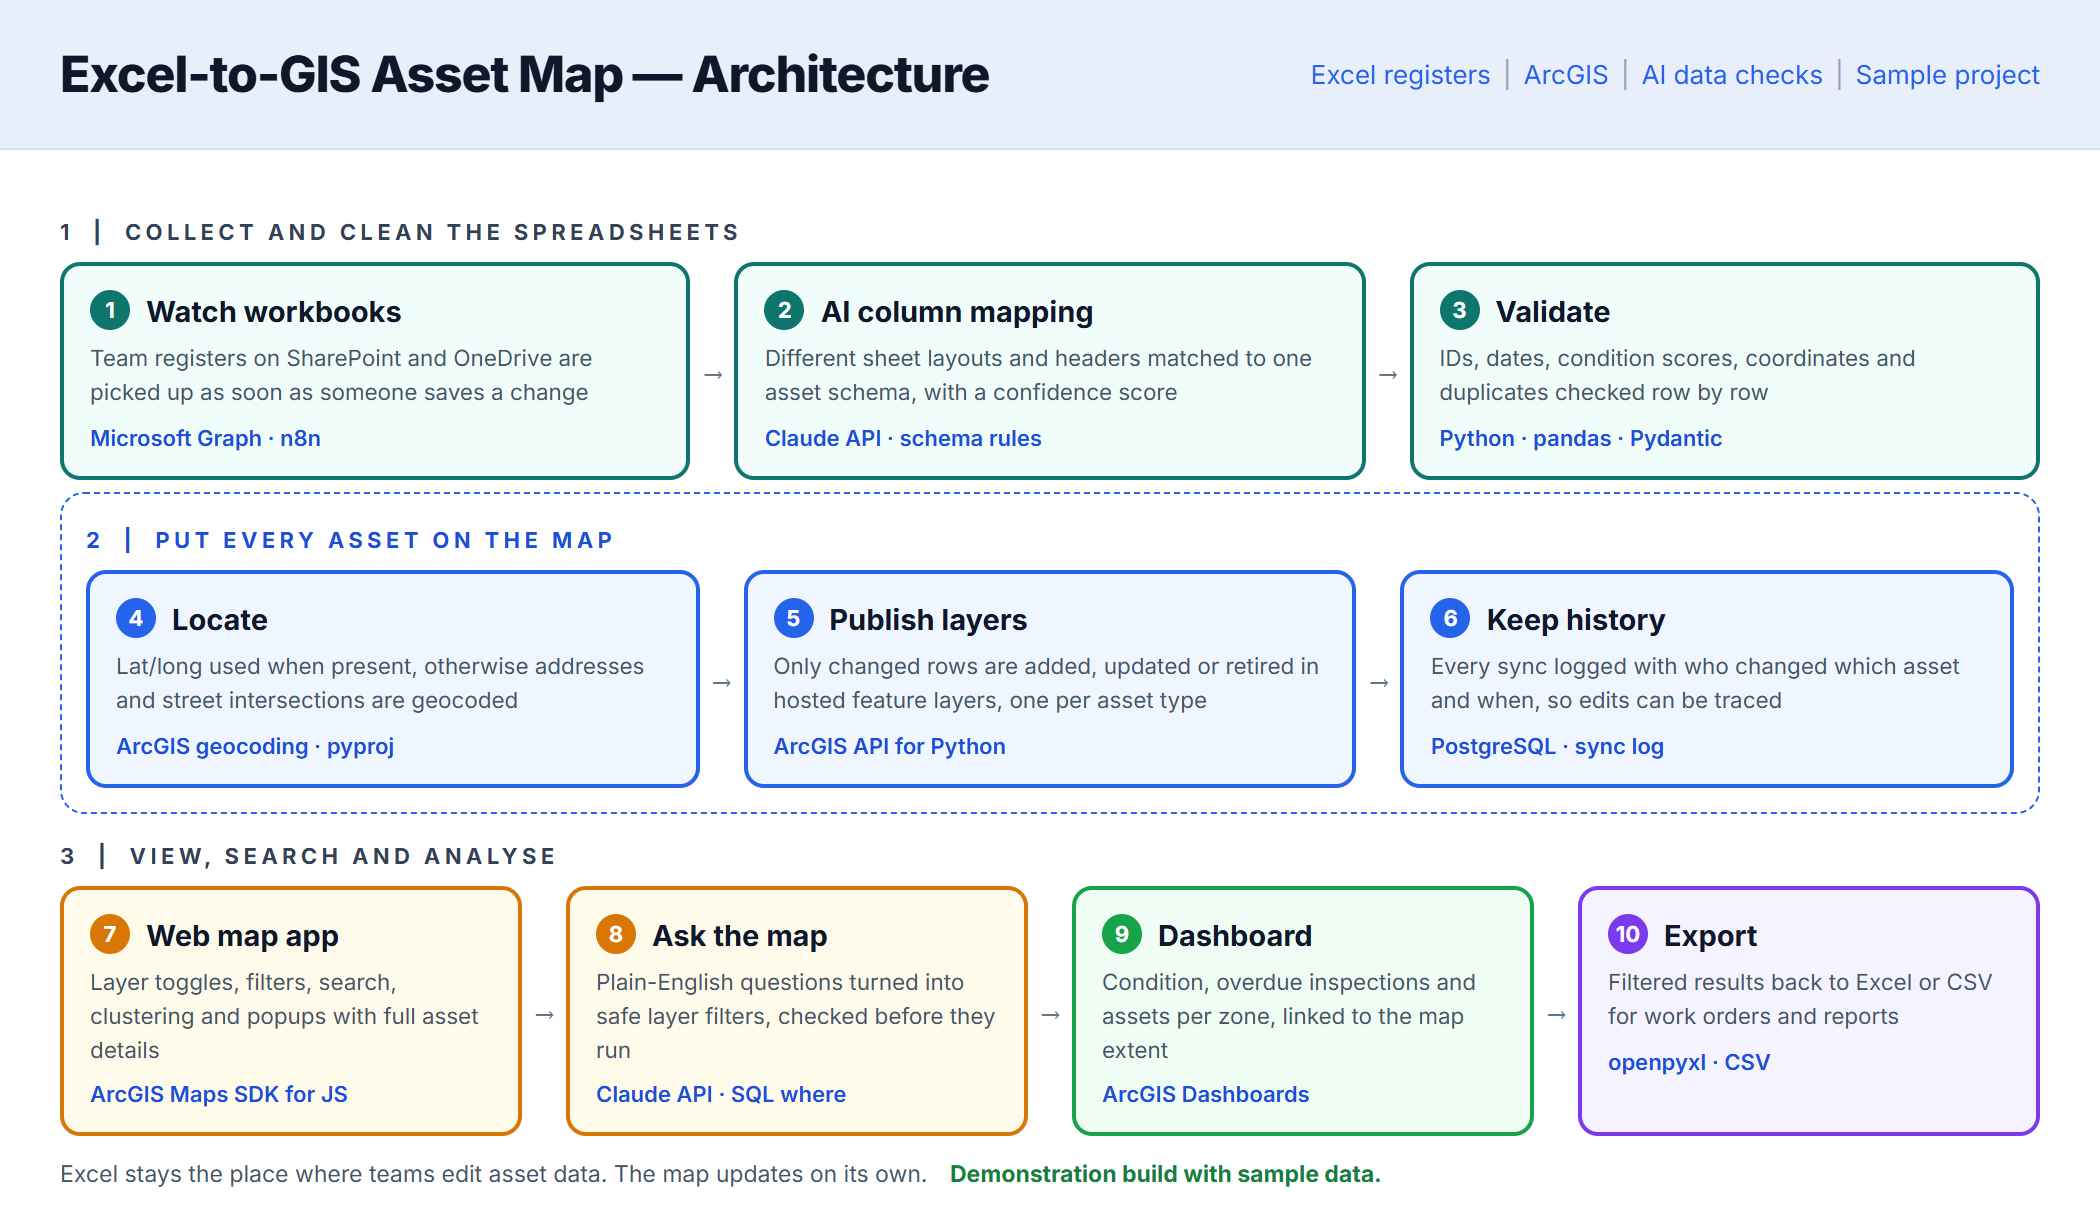 Excel-to-GIS Asset Map — Architecture
Excel registers | ArcGIS | AI data checks | Sample project
1 | COLLECT AND CLEAN THE SPREADSHEETS
1 Watch workbooks
Team registers on SharePoint and OneDrive are
picked up as soon as someone saves a change
Microsoft Graph · n8n
→
2 AI column mapping
Different sheet layouts and headers matched to one
asset schema, with a confidence score
Claude API · schema rules
→
3 Validate
IDs, dates, condition scores, coordinates and
duplicates checked row by row
Python · pandas · Pydantic
2 | PUT EVERY ASSET ON THE MAP
4 Locate
Lat/long used when present, otherwise addresses
and street intersections are geocoded
ArcGIS geocoding · pyproj
→
5 Publish layers
Only changed rows are added, updated or retired in
hosted feature layers, one per asset type
ArcGIS API for Python
→
6 Keep history
Every sync logged with who changed which asset
and when, so edits can be traced
PostgreSQL · sync log
3 | VIEW, SEARCH AND ANALYSE
7 Web map app
Layer toggles, filters, search,
clustering and popups with full asset
details
ArcGIS Maps SDK for JS
→
8 Ask the map
Plain-English questions turned into
safe layer filters, checked before they
run
Claude API · SQL where
→
9 Dashboard
Condition, overdue inspections and
assets per zone, linked to the map
extent
ArcGIS Dashboards
→
10 Export
Filtered results back to Excel or CSV
for work orders and reports
openpyxl · CSV
Excel stays the place where teams edit asset data. The map updates on its own. Demonstration build with sample data.